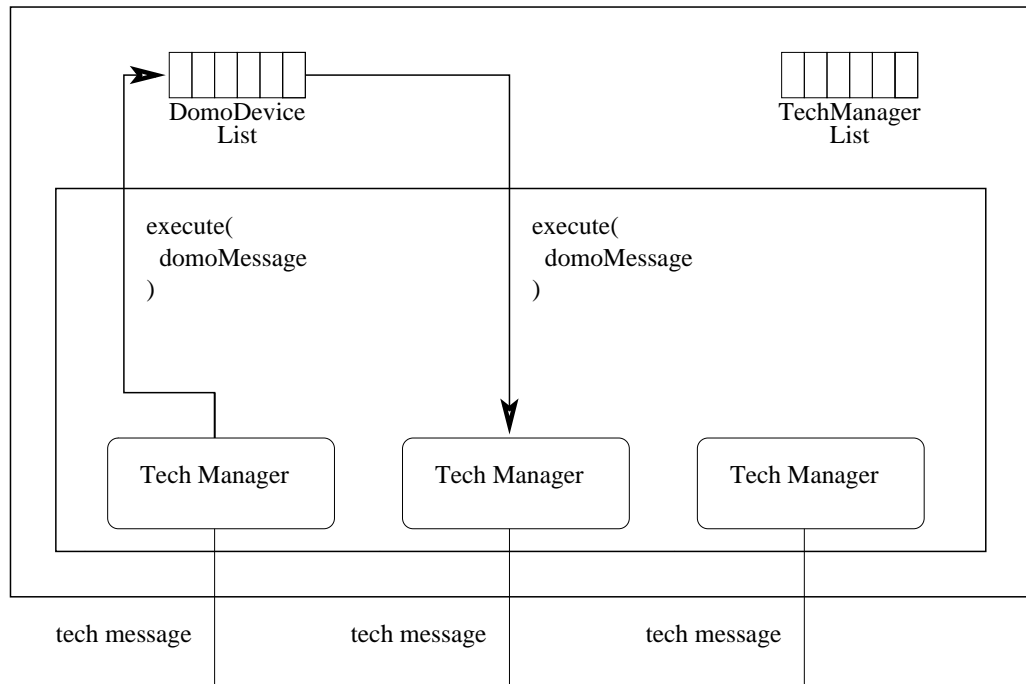 DomoDevice
List
TechManager
List
execute(
domoMessage
)
execute(
domoMessage
)
Tech Manager
Tech Manager
Tech Manager
tech message
tech message
tech message